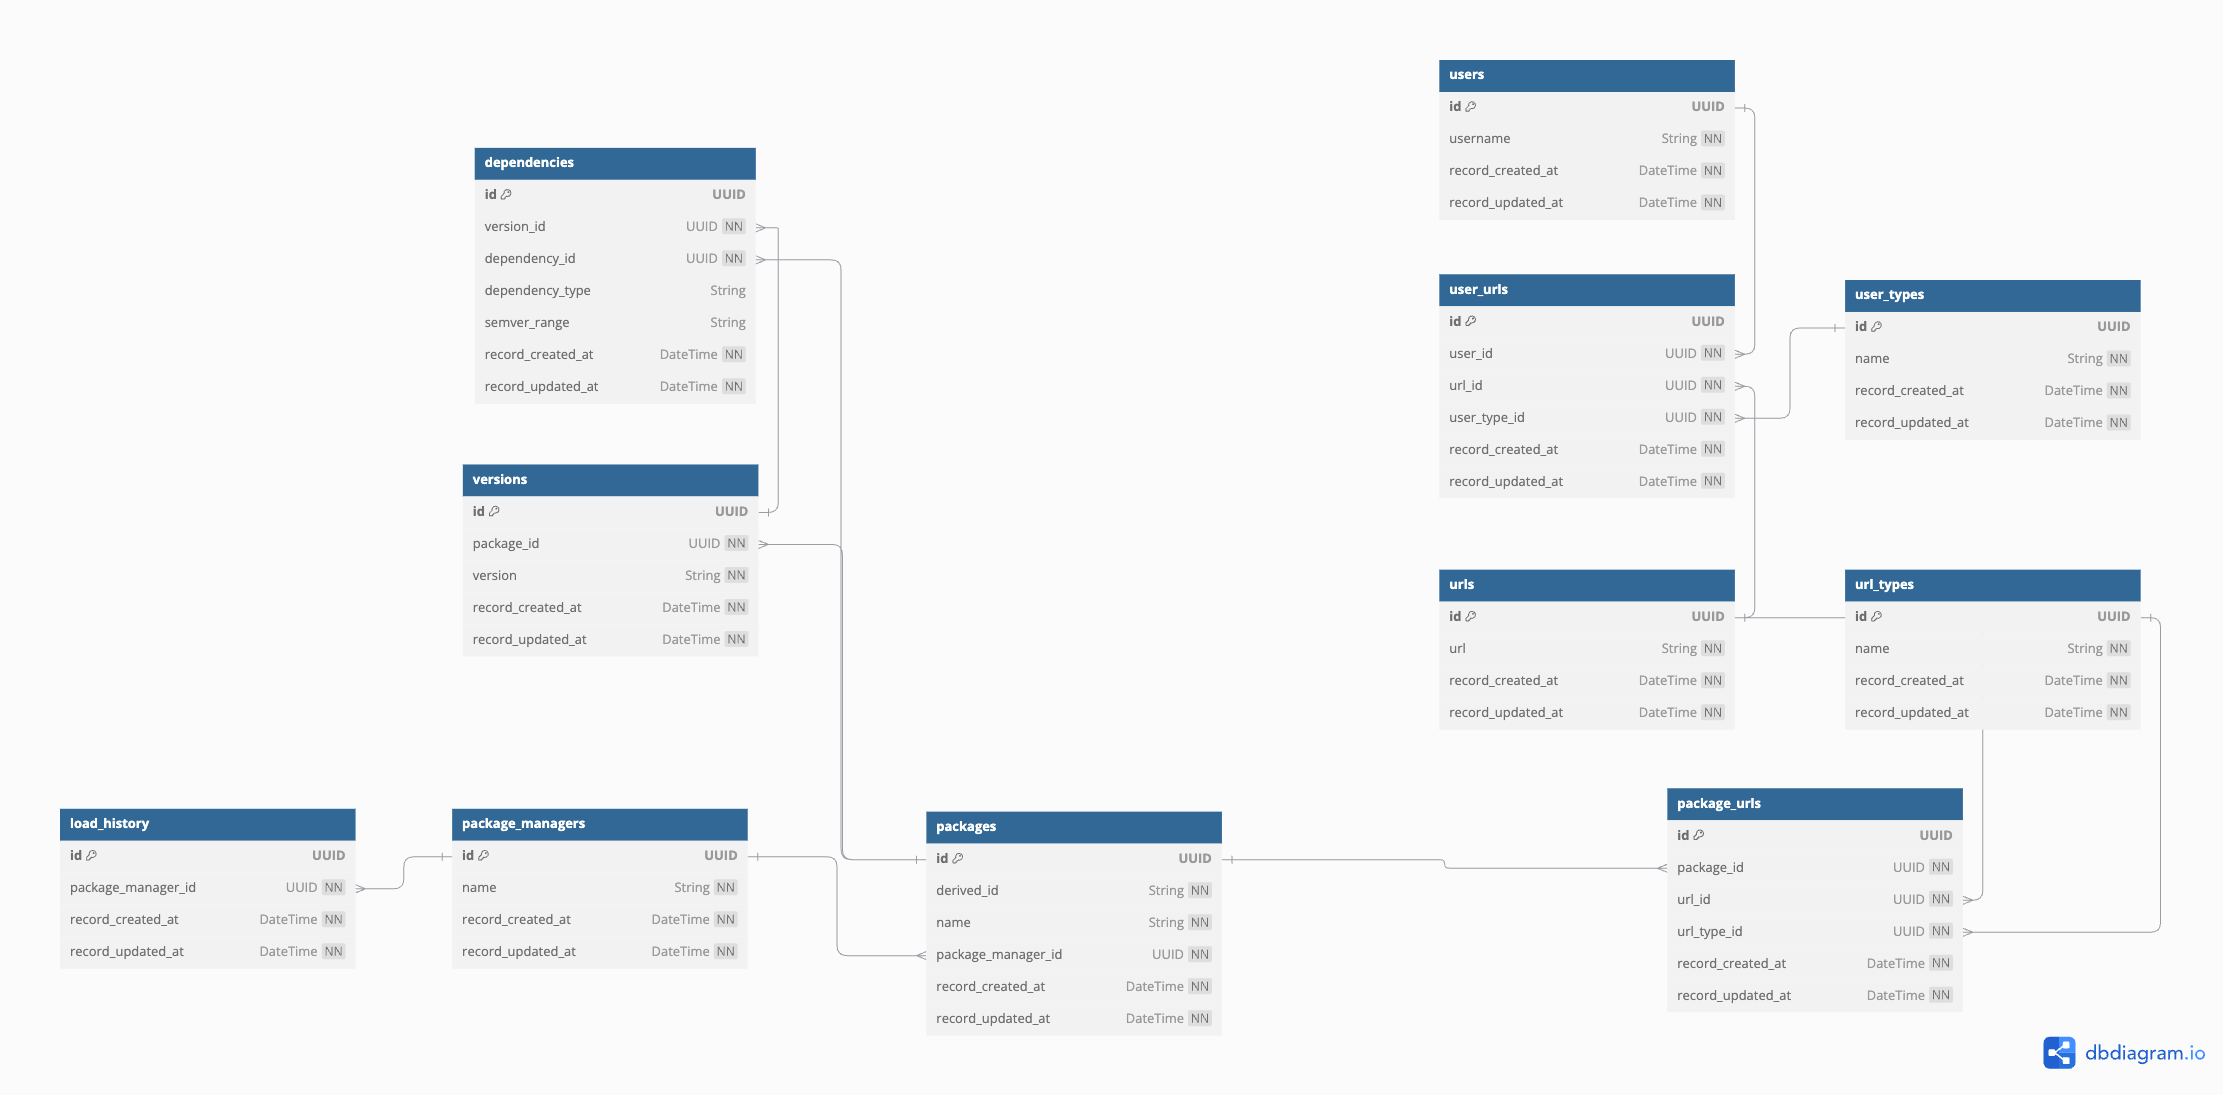 users
id UUID
username String NN
record_created_at DateTime NN
record_updated_at DateTime NN
dependencies
id UUID
version_id UUID NN
dependency_id UUID NN
dependency_type String
semver_range String
record_created_at DateTime NN
record_updated_at DateTime NN
user_urls
id UUID
user_id UUID NN
url_id UUID NN
user_type_id UUID NN
record_created_at DateTime NN
record_updated_at DateTime NN
user_types
id UUID
name String NN
record_created_at DateTime NN
record_updated_at DateTime NN
versions
id UUID
package_id UUID NN
version String NN
record_created_at DateTime NN
record_updated_at DateTime NN
urls
id UUID
url String NN
record_created_at DateTime NN
record_updated_at DateTime NN
url_types
id UUID
name String NN
record_created_at DateTime NN
record_updated_at DateTime NN
load_history
id UUID
package_manager_id UUID NN
record_created_at DateTime NN
record_updated_at DateTime NN
package_managers
id UUID
name String NN
record_created_at DateTime NN
record_updated_at DateTime NN
packages
id UUID
derived_id String NN
name String NN
package_manager_id UUID NN
record_created_at DateTime NN
record_updated_at DateTime NN
package_urls
id UUID
package_id UUID NN
url_id UUID NN
url_type_id UUID NN
record_created_at DateTime NN
record_updated_at DateTime NN
dbdiagram.io